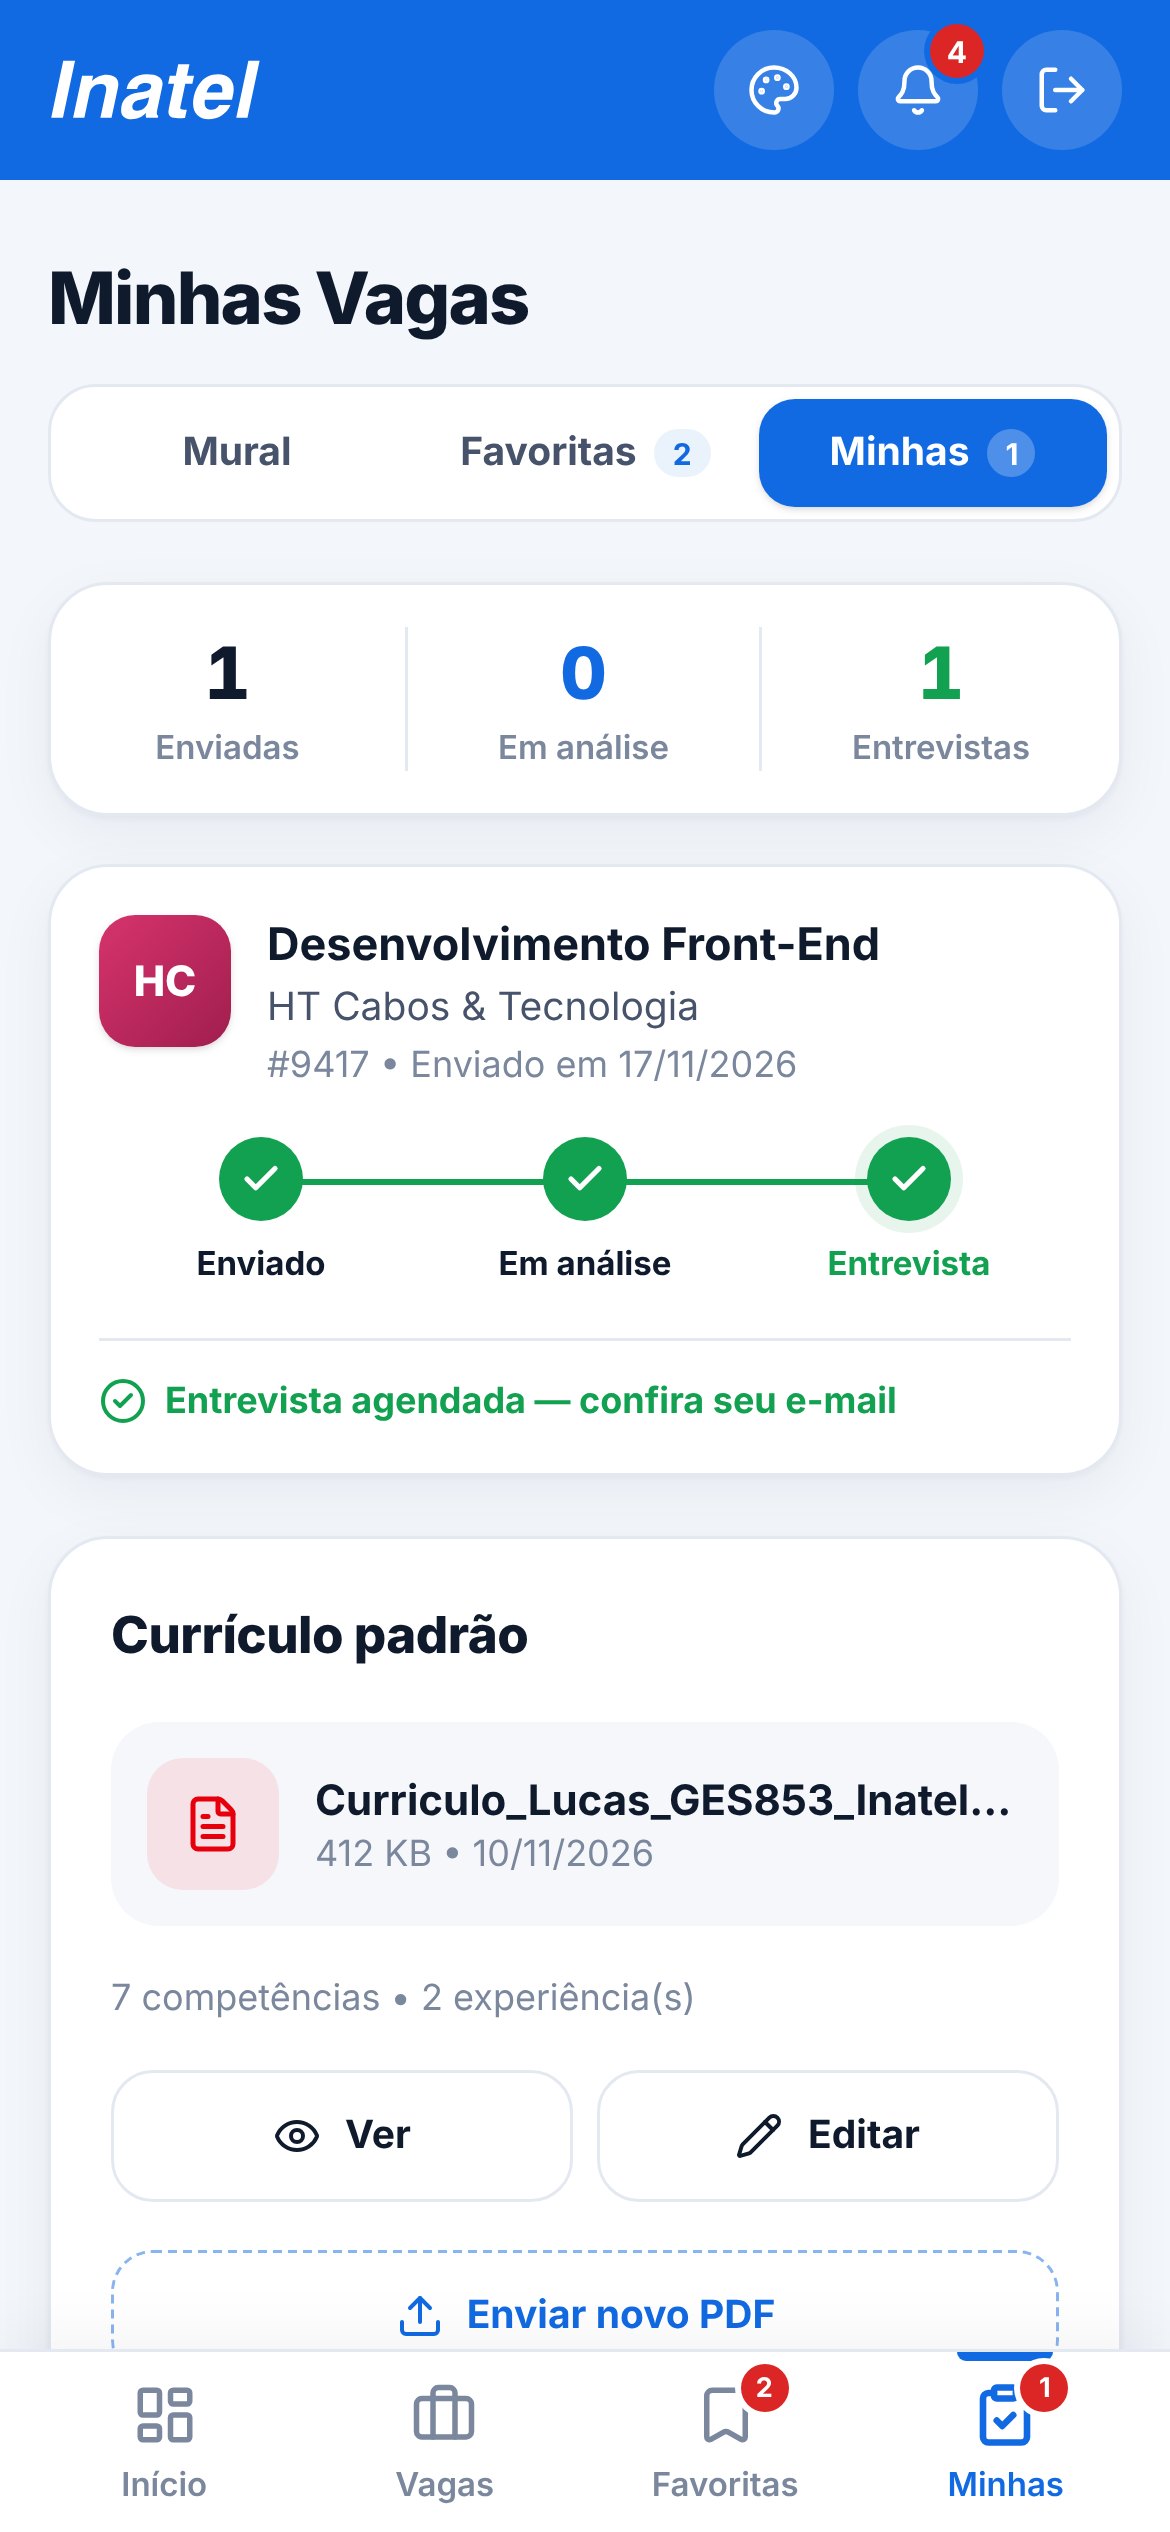 Inatel
4
Minhas Vagas
Mural
Favoritas 2
Minhas 1
1
Enviadas
0
Em análise
1
Entrevistas
HC
Desenvolvimento Front-End
HT Cabos & Tecnologia
#9417 • Enviado em 17/11/2026
Enviado
Em análise
Entrevista
Entrevista agendada — confira seu e-mail
Currículo padrão
Curriculo_Lucas_GES853_Inatel...
412 KB • 10/11/2026
7 competências • 2 experiência(s)
Ver
Editar
Enviar novo PDF
2
1
Início
Vagas
Favoritas
Minhas